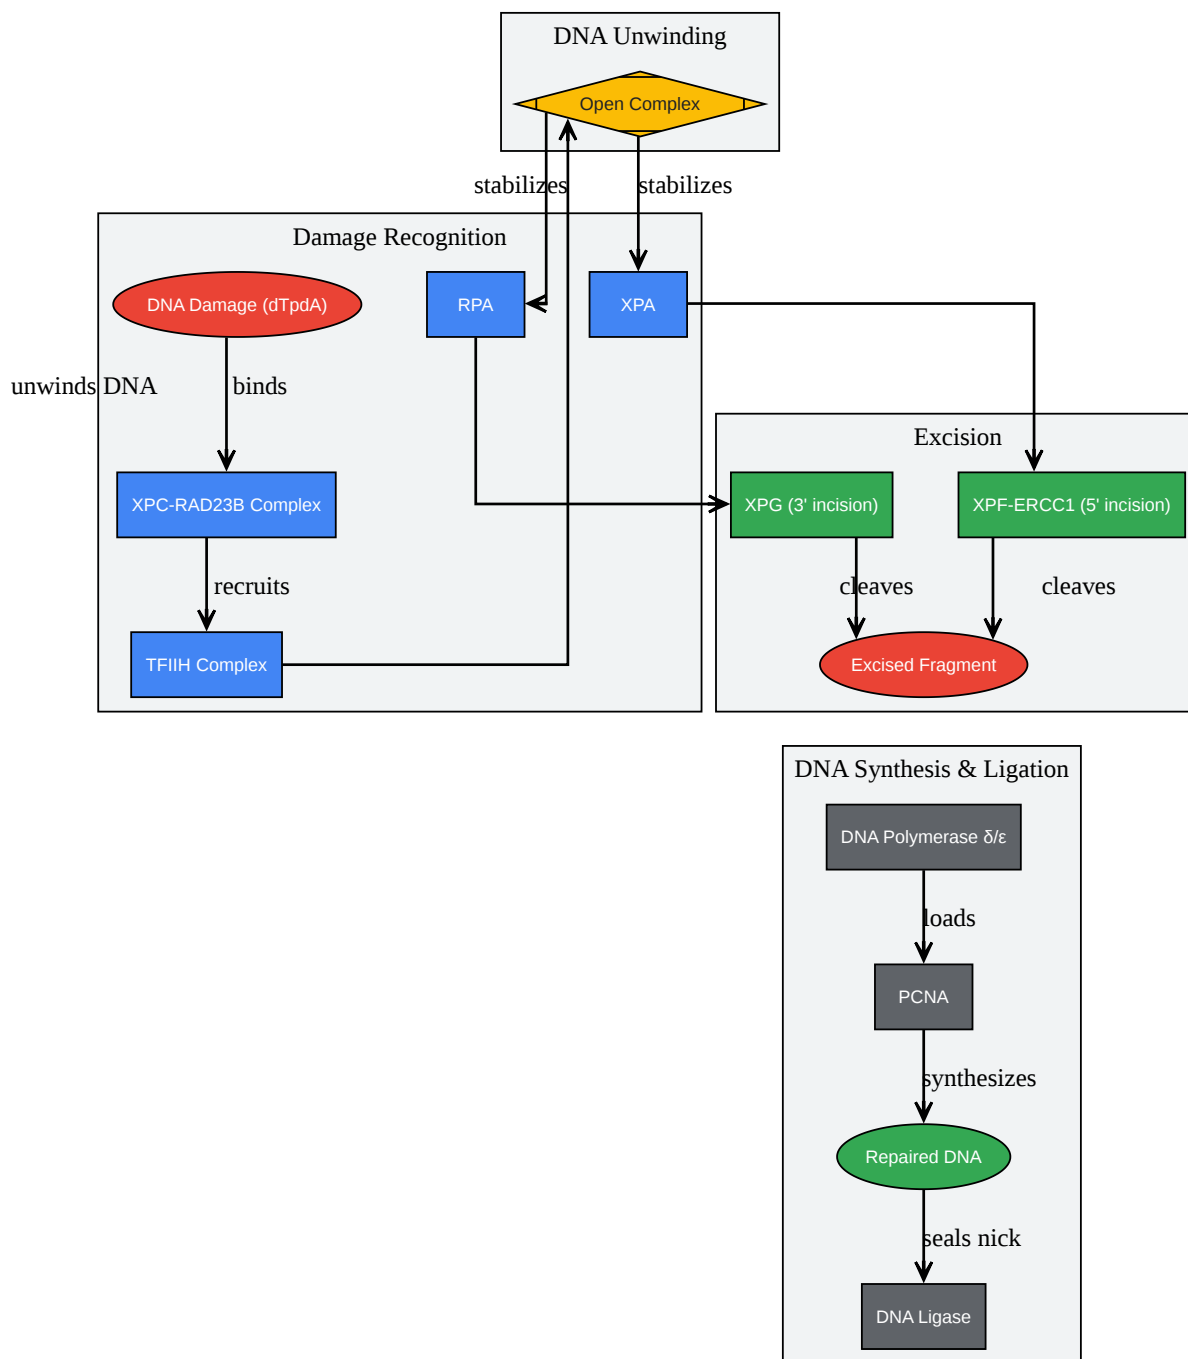 DNA Unwinding
Open Complex
stabilizes
stabilizes
Damage Recognition
DNA Damage (dTpdA)
RPA
XPA
unwinds DNA
binds
Excision
XPC-RAD23B Complex
XPG (3' incision)
XPF-ERCC1 (5' incision)
recruits
cleaves
cleaves
TFIIH Complex
Excised Fragment
DNA Synthesis & Ligation
DNA Polymerase δ/ε
loads
PCNA
synthesizes
Repaired DNA
seals nick
DNA Ligase